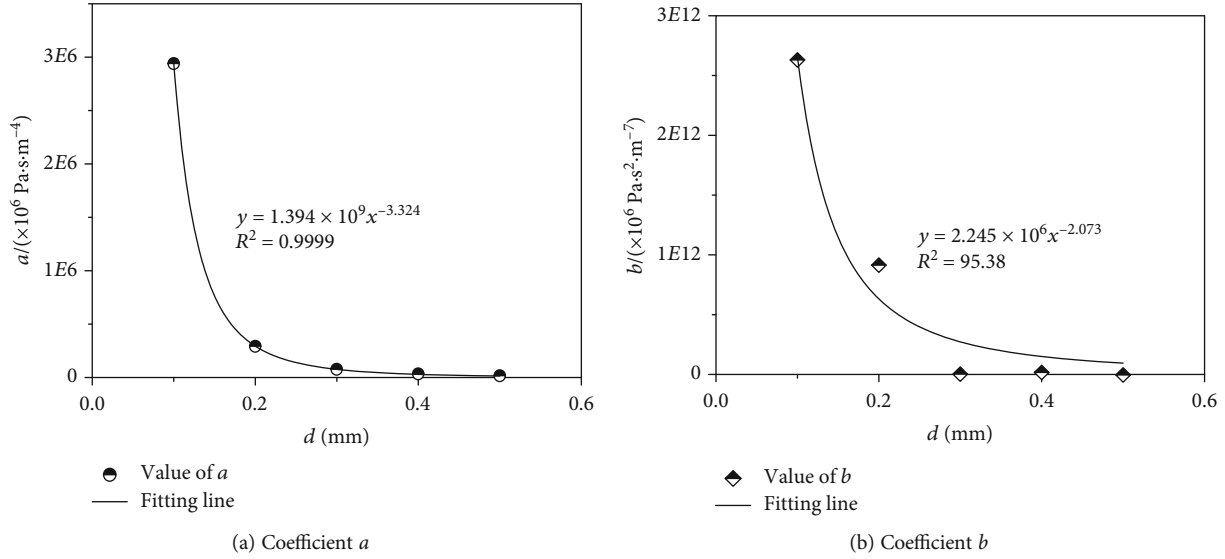 3E6
2E6
1E6
0
a/(×10⁶ Pa·s·m⁻⁴)
y = 1.394 × 10⁹x⁻³·³²⁴
R² = 0.9999
0.0 0.2 0.4 0.6
d (mm)
Value of a
Fitting line
(a) Coefficient a
3E12
2E12
1E12
0
b/(×10⁶ Pa·s²·m⁻⁷)
y = 2.245 × 10⁶x⁻²·⁰⁷³
R² = 95.38
0.0 0.2 0.4 0.6
d (mm)
Value of b
Fitting line
(b) Coefficient b